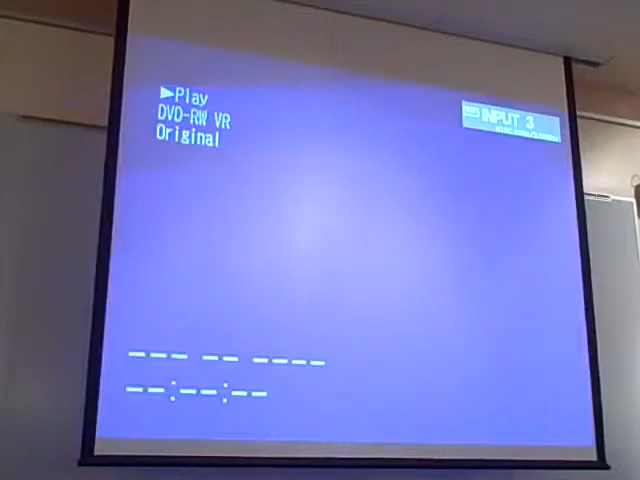 ▶Play
DVD-RW VR
Original
INPUT 3
--- -- ----
--:--:--